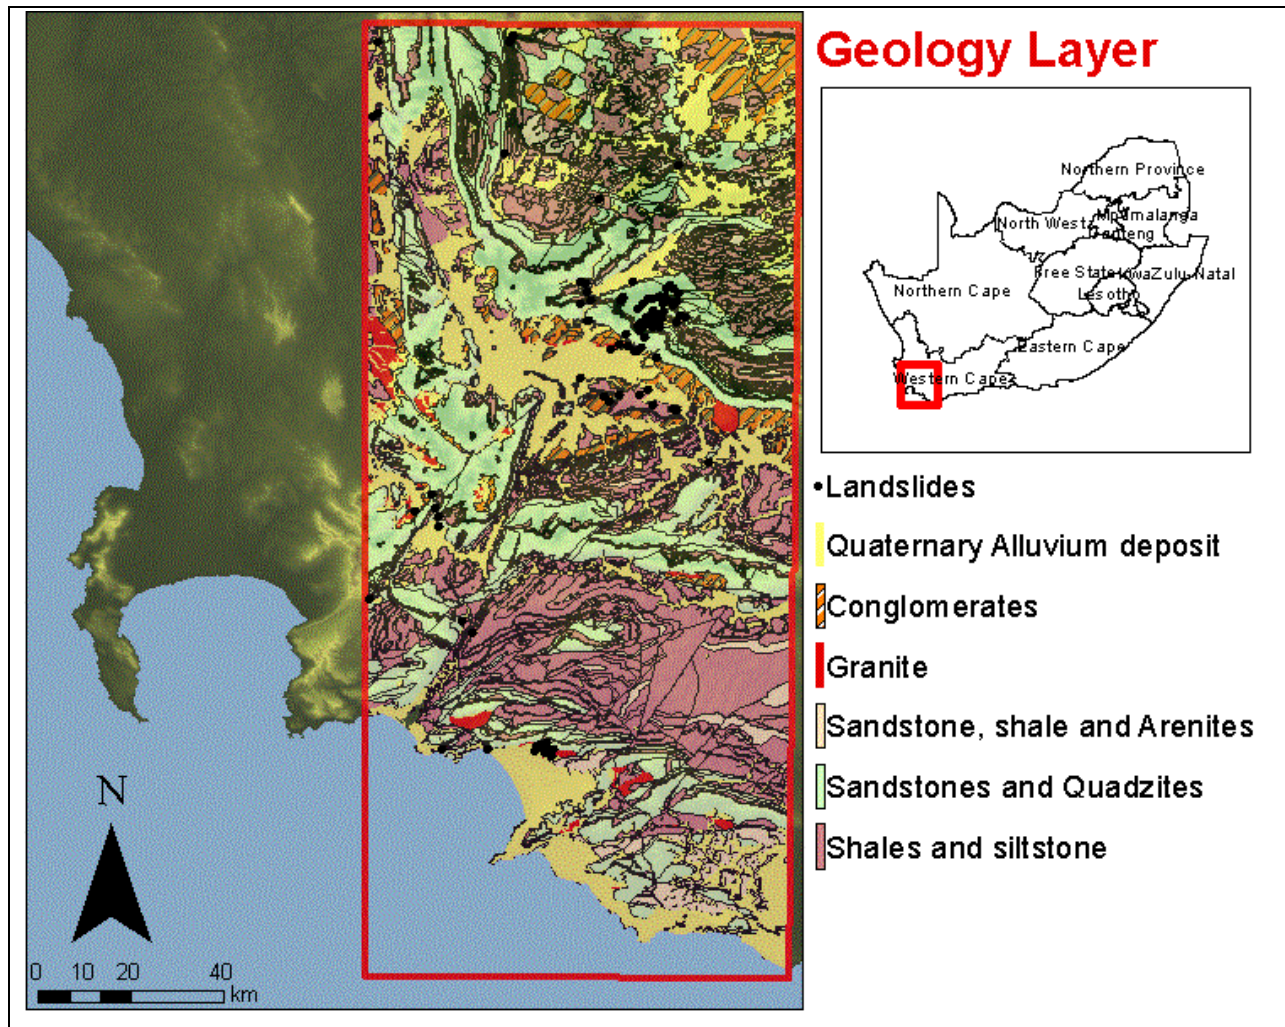 Geology Layer
Northern Province
North West
Mpumalanga
Gauteng
Free State
KwaZulu-Natal
Lesotho
Northern Cape
Eastern Cape
Western Cape
Landslides
Quaternary Alluvium deposit
Conglomerates
Granite
Sandstone, shale and Arenites
Sandstones and Quadzites
Shales and siltstone
N
0 10 20 40
km